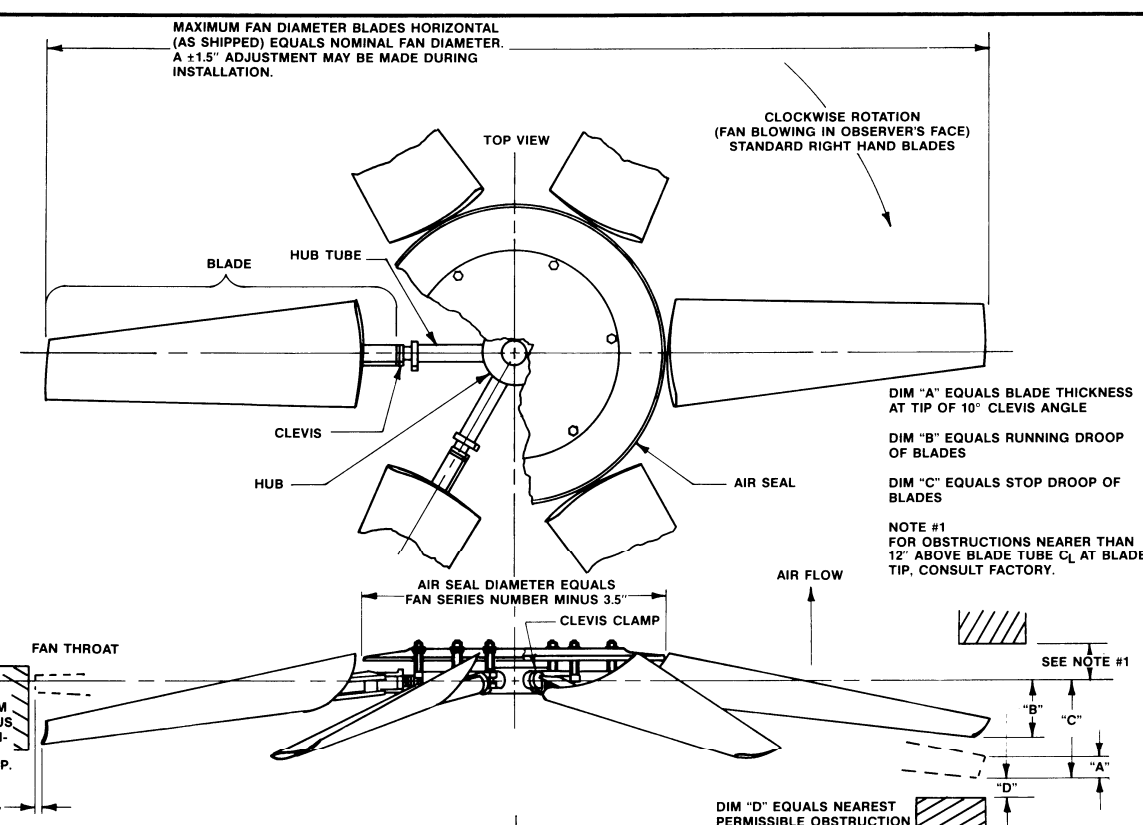 MAXIMUM FAN DIAMETER BLADES HORIZONTAL
(AS SHIPPED) EQUALS NOMINAL FAN DIAMETER.
A ±1.5" ADJUSTMENT MAY BE MADE DURING
INSTALLATION.
CLOCKWISE ROTATION
(FAN BLOWING IN OBSERVER'S FACE)
STANDARD RIGHT HAND BLADES
TOP VIEW
HUB TUBE
BLADE
CLEVIS
HUB
AIR SEAL
DIM "A" EQUALS BLADE THICKNESS
AT TIP OF 10° CLEVIS ANGLE
DIM "B" EQUALS RUNNING DROOP
OF BLADES
DIM "C" EQUALS STOP DROOP OF
BLADES
NOTE #1
FOR OBSTRUCTIONS NEARER THAN
12" ABOVE BLADE TUBE CL AT BLADE
TIP, CONSULT FACTORY.
AIR SEAL DIAMETER EQUALS
FAN SERIES NUMBER MINUS 3.5"
AIR FLOW
CLEVIS CLAMP
FAN THROAT
SEE NOTE #1
M
US
I-
P.
"B"
"C"
"A"
"D"
DIM "D" EQUALS NEAREST
PERMISSIBLE OBSTRUCTION